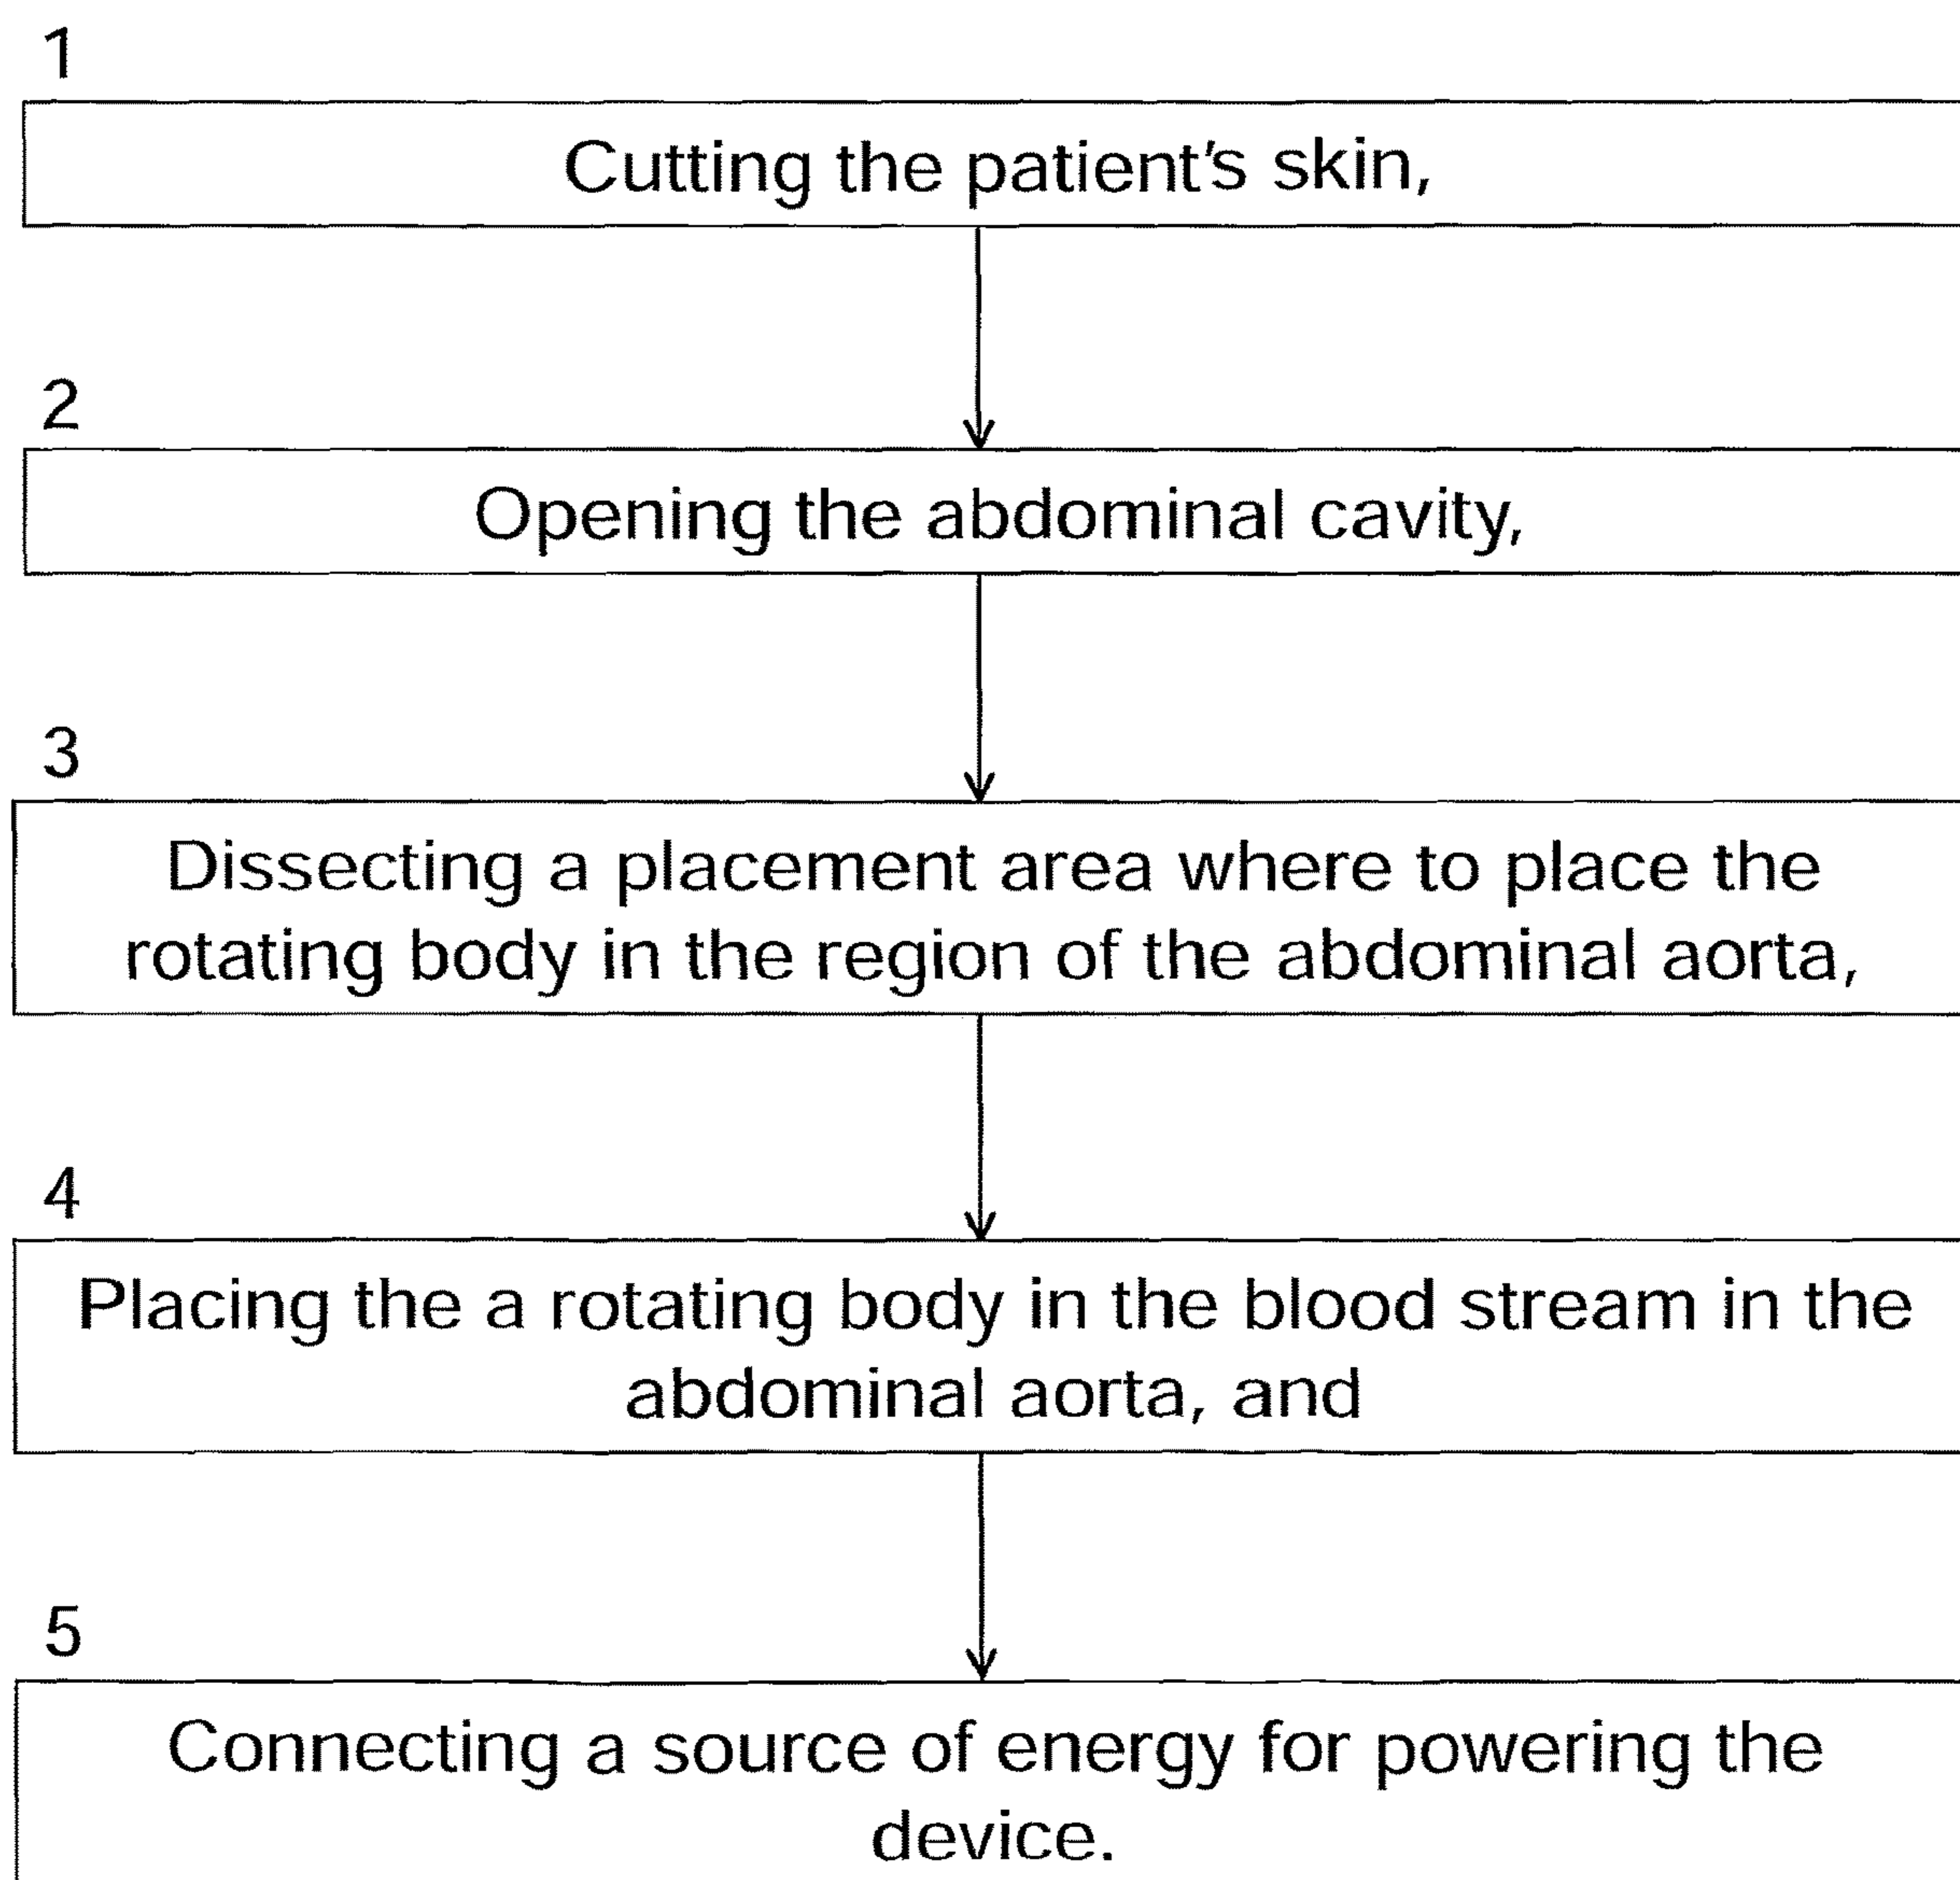 1
Cutting the patient's skin,
2
Opening the abdominal cavity,
3
Dissecting a placement area where to place the
rotating body in the region of the abdominal aorta,
4
Placing the a rotating body in the blood stream in the
abdominal aorta, and
5
Connecting a source of energy for powering the
device.